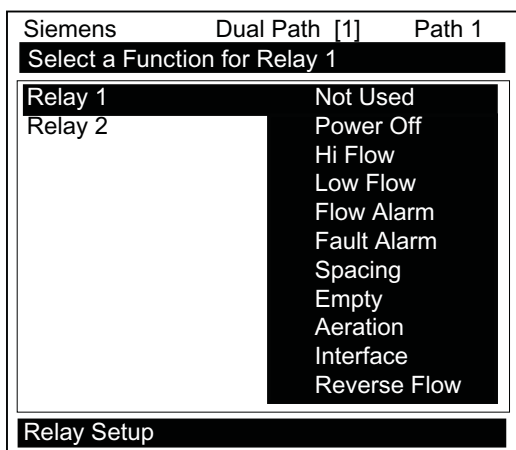 Siemens Dual Path [1] Path 1
Select a Function for Relay 1
Relay 1 Not Used
Relay 2 Power Off
Hi Flow
Low Flow
Flow Alarm
Fault Alarm
Spacing
Empty
Aeration
Interface
Reverse Flow
Relay Setup